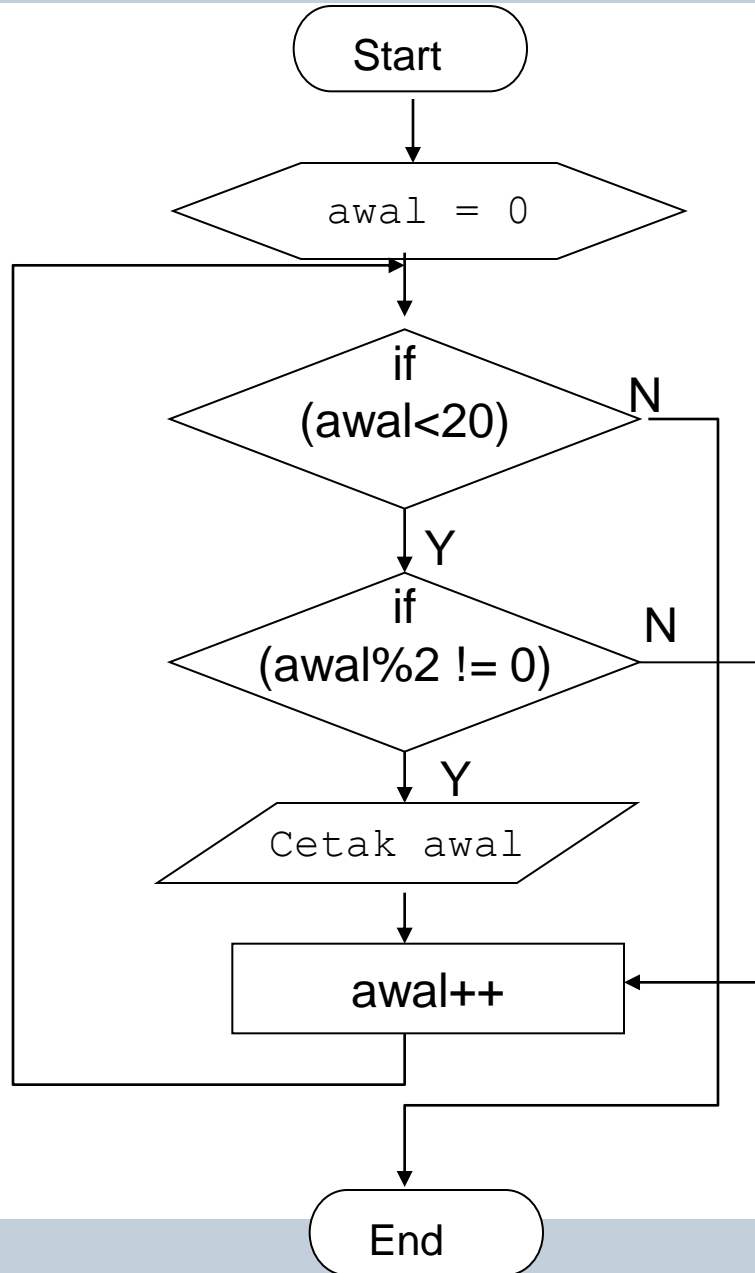 Start
awal = 0
if
(awal<20)
N
Y
if
(awal%2 != 0)
N
Y
Cetak awal
awal++
End